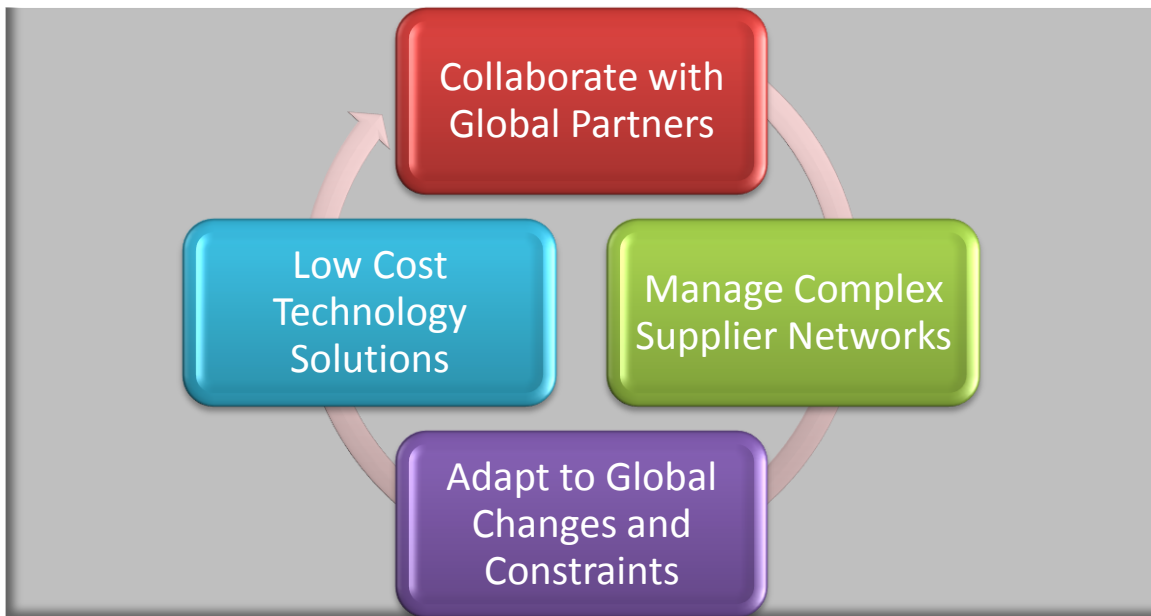 Collaborate with
Global Partners
Low Cost
Technology
Solutions
Manage Complex
Supplier Networks
Adapt to Global
Changes and
Constraints